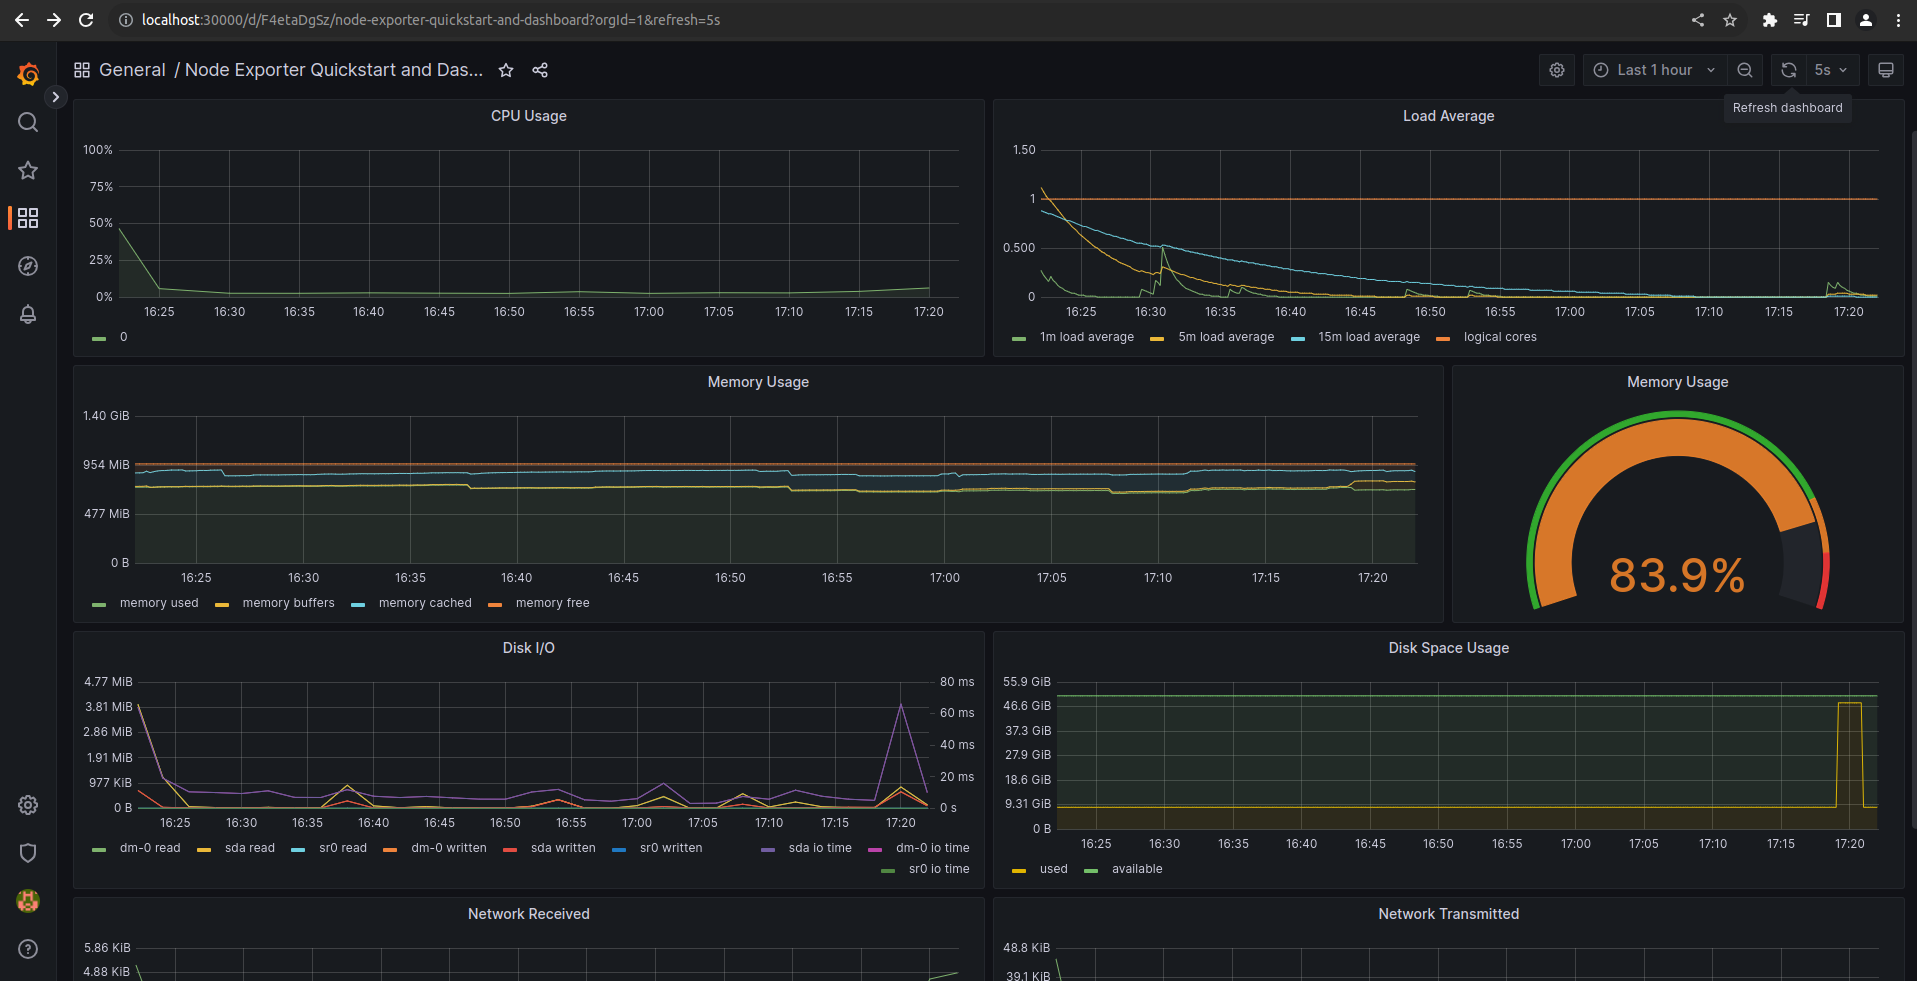 localhost:30000/d/F4etaDgSz/node-exporter-quickstart-and-dashboard?orgId=1&refresh=5s
General / Node Exporter Quickstart and Das...
Last 1 hour
5s
Refresh dashboard
CPU Usage
100%
75%
50%
25%
0%
16:25 16:30 16:35 16:40 16:45 16:50 16:55 17:00 17:05 17:10 17:15 17:20
0
Load Average
1.50
1
0.500
0
16:25 16:30 16:35 16:40 16:45 16:50 16:55 17:00 17:05 17:10 17:15 17:20
1m load average 5m load average 15m load average logical cores
Memory Usage
1.40 GiB
954 MiB
477 MiB
0 B
16:25 16:30 16:35 16:40 16:45 16:50 16:55 17:00 17:05 17:10 17:15 17:20
memory used memory buffers memory cached memory free
Memory Usage
83.9%
Disk I/O
4.77 MiB 80 ms
3.81 MiB 60 ms
2.86 MiB 40 ms
1.91 MiB
977 KiB 20 ms
0 B 0 s
16:25 16:30 16:35 16:40 16:45 16:50 16:55 17:00 17:05 17:10 17:15 17:20
dm-0 read sda read sr0 read dm-0 written sda written sr0 written sda io time dm-0 io time
sr0 io time
Disk Space Usage
55.9 GiB
46.6 GiB
37.3 GiB
27.9 GiB
18.6 GiB
9.31 GiB
0 B
16:25 16:30 16:35 16:40 16:45 16:50 16:55 17:00 17:05 17:10 17:15 17:20
used available
Network Received
5.86 KiB
4.88 KiB
Network Transmitted
48.8 KiB
39.1 KiB